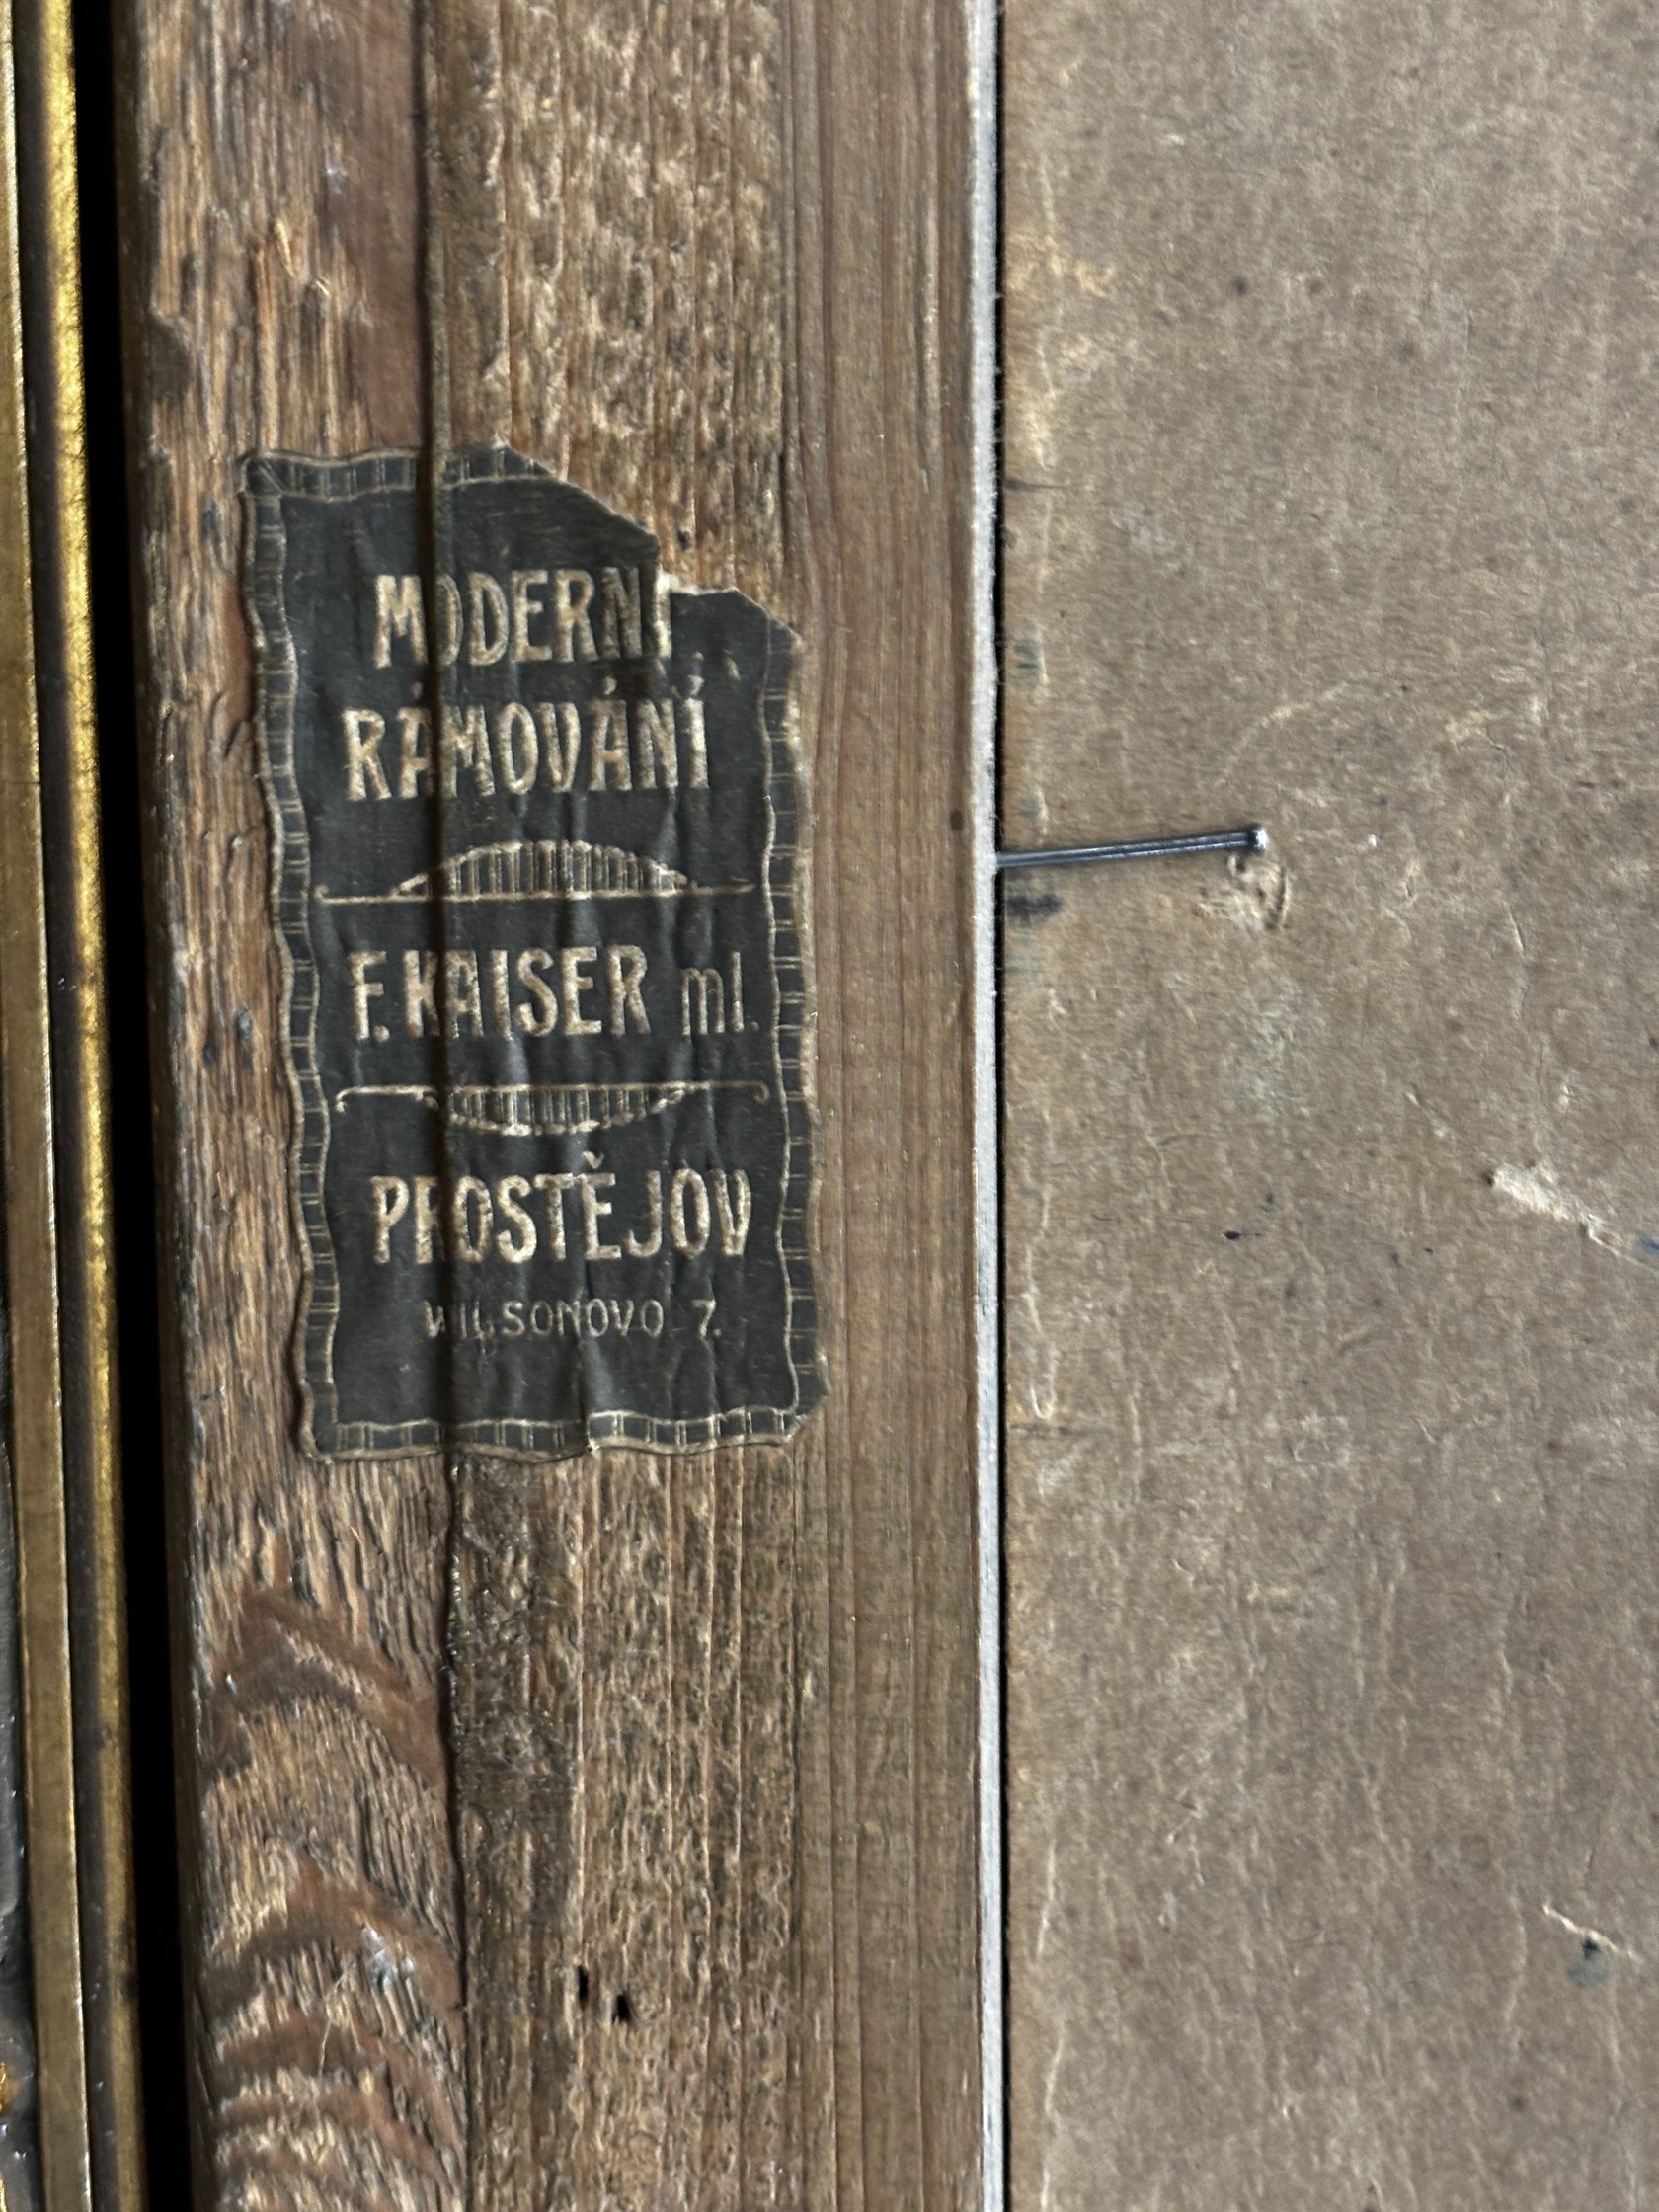 MODERNÍ
RÁMOVÁNÍ
F. KAISER ml.
PROSTĚJOV
WILSONOVO 7.